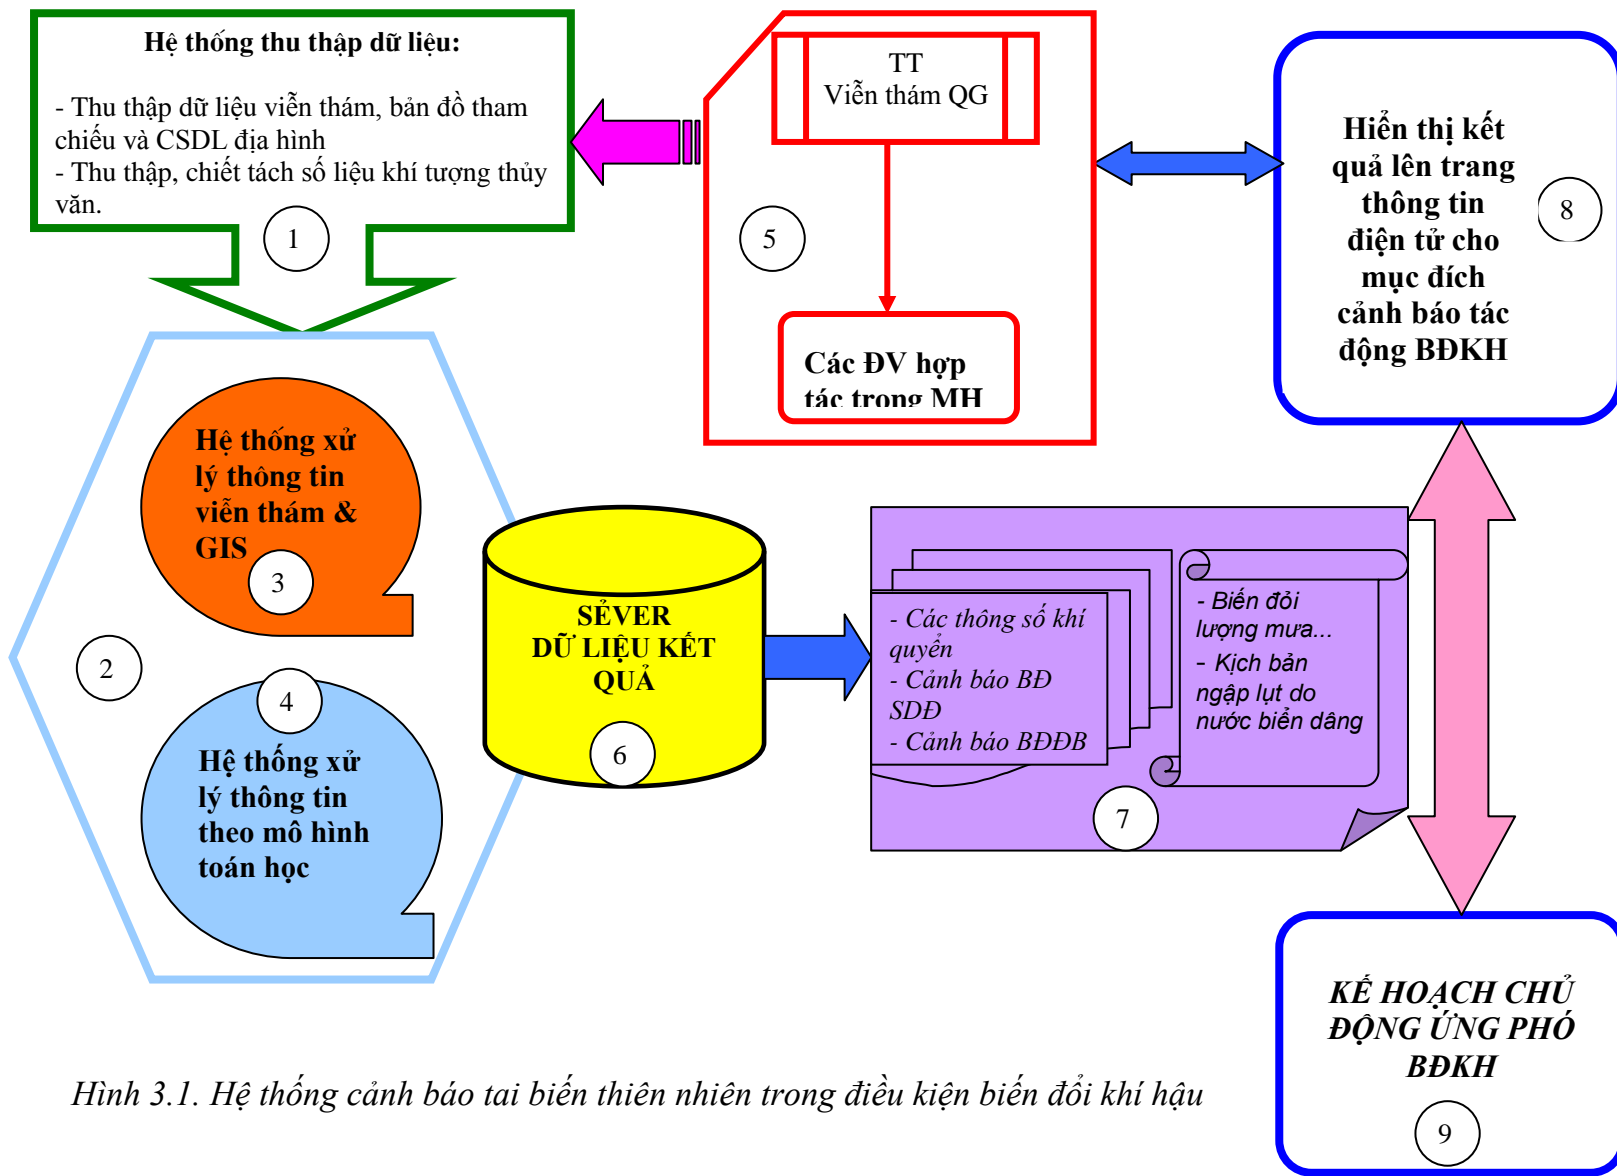 Hệ thống thu thập dữ liệu:
- Thu thập dữ liệu viễn thám, bản đồ tham
chiếu và CSDL địa hình
- Thu thập, chiết tách số liệu khí tượng thủy
văn.
1
TT
Viễn thám QG
5
Các ĐV hợp
tác trong MH
Hiển thị kết
quả lên trang
thông tin
điện tử cho
mục đích
cảnh báo tác
động BĐKH
8
Hệ thống xử
lý thông tin
viễn thám &
GIS
3
2
4
Hệ thống xử
lý thông tin
theo mô hình
toán học
SẺVER
DỮ LIỆU KẾT
QUẢ
6
- Các thông số khí
quyển
- Cảnh báo BĐ
SDĐ
- Cảnh báo BĐĐB
- Biến đỏi
lượng mưa...
- Kịch bản
ngập lụt do
nước biển dâng
7
KẾ HOẠCH CHỦ
ĐỘNG ỨNG PHÓ
BĐKH
9
Hình 3.1. Hệ thống cảnh báo tai biến thiên nhiên trong điều kiện biến đổi khí hậu